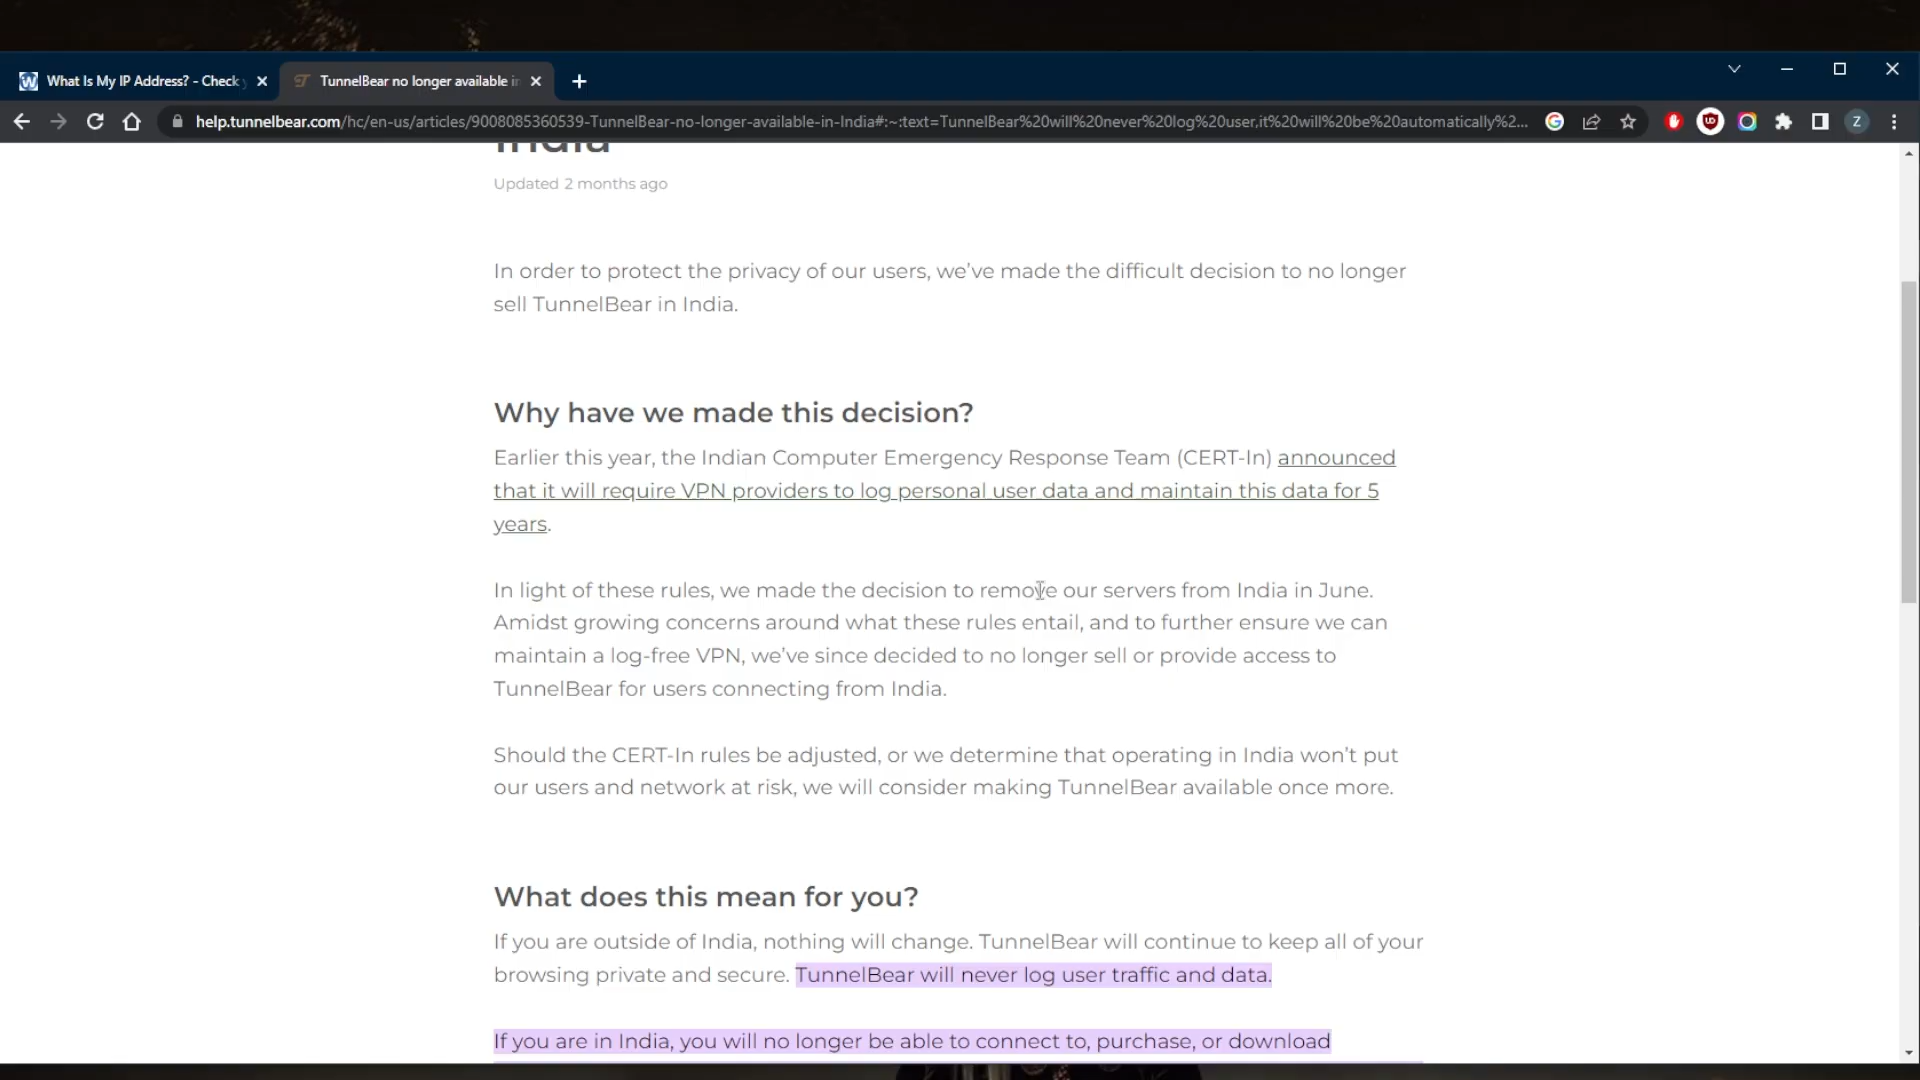 What Is My IP Address? - Check
TunnelBear no longer available in
help.tunnelbear.com/hc/en-us/articles/9008085360539-TunnelBear-no-longer-available-in-India#:~:text=TunnelBear%20will%20never%20log%20user,it%20will%20be%20automatically%2...
Z
India
Updated 2 months ago
In order to protect the privacy of our users, we’ve made the difficult decision to no longer
sell TunnelBear in India.
Why have we made this decision?
Earlier this year, the Indian Computer Emergency Response Team (CERT-In) announced
that it will require VPN providers to log personal user data and maintain this data for 5
years.
In light of these rules, we made the decision to remove our servers from India in June.
Amidst growing concerns around what these rules entail, and to further ensure we can
maintain a log-free VPN, we’ve since decided to no longer sell or provide access to
TunnelBear for users connecting from India.
Should the CERT-In rules be adjusted, or we determine that operating in India won’t put
our users and network at risk, we will consider making TunnelBear available once more.
What does this mean for you?
If you are outside of India, nothing will change. TunnelBear will continue to keep all of your
browsing private and secure. TunnelBear will never log user traffic and data.
If you are in India, you will no longer be able to connect to, purchase, or download